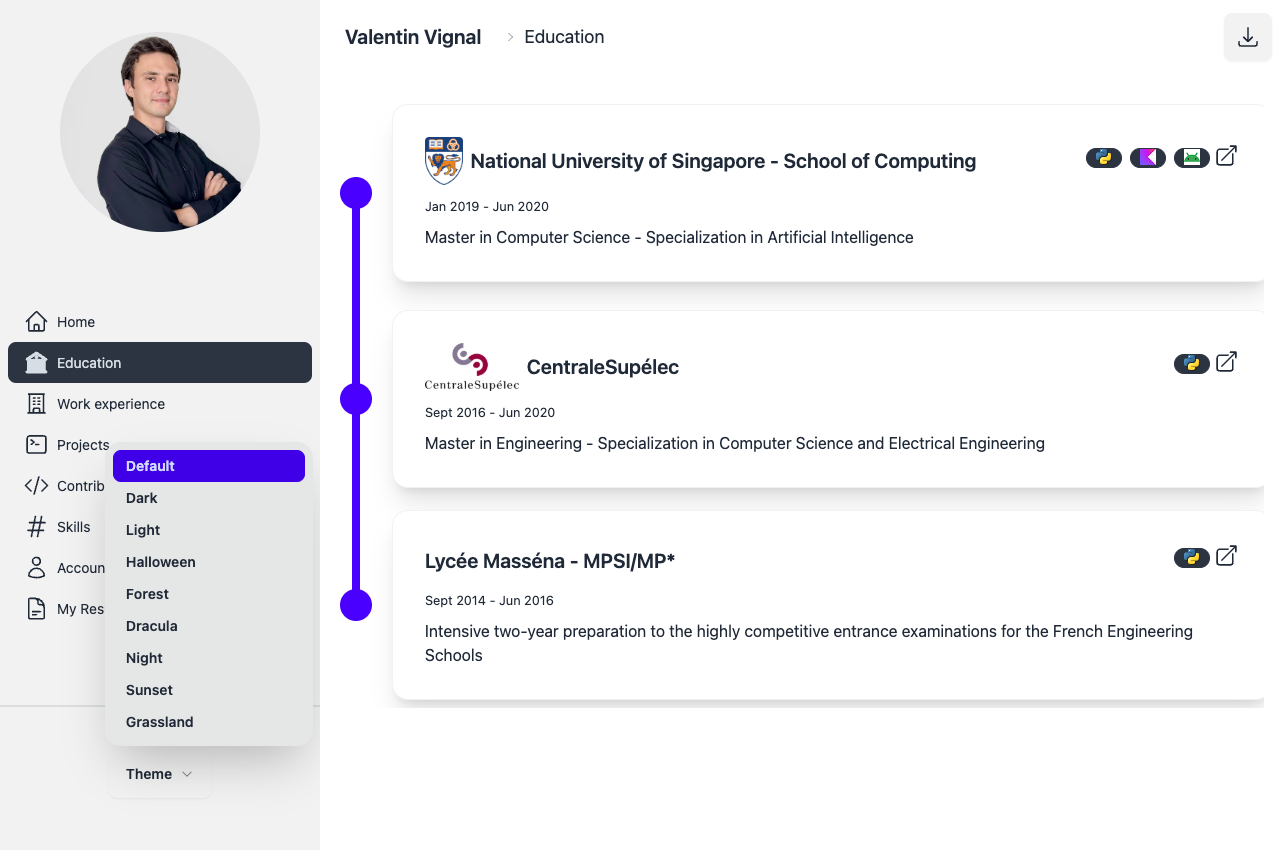 Valentin Vignal
Education
National University of Singapore - School of Computing
Jan 2019 - Jun 2020
Master in Computer Science - Specialization in Artificial Intelligence
CentraleSupélec
CentraleSupélec
Sept 2016 - Jun 2020
Master in Engineering - Specialization in Computer Science and Electrical Engineering
Lycée Masséna - MPSI/MP*
Sept 2014 - Jun 2016
Intensive two-year preparation to the highly competitive entrance examinations for the French Engineering
Schools
Home
Education
Work experience
Projects
Contrib
Skills
Accoun
My Res
Default
Dark
Light
Halloween
Forest
Dracula
Night
Sunset
Grassland
Theme